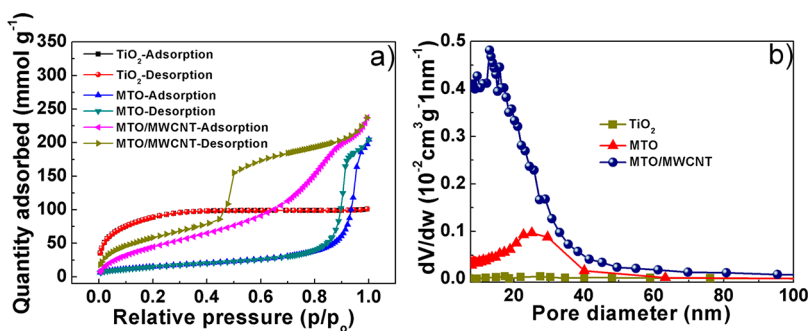 a)
TiO2-Adsorption
TiO2-Desorption
MTO-Adsorption
MTO-Desorption
MTO/MWCNT-Adsorption
MTO/MWCNT-Desorption
350
300
250
200
150
100
50
0
0.0 0.2 0.4 0.6 0.8 1.0
Quantity adsorbed (mmol g-1)
Relative pressure (p/po)
b)
TiO2
MTO
MTO/MWCNT
0.5
0.4
0.3
0.2
0.1
0.0
20 40 60 80 100
dV/dw (10-2cm3g-1nm-1)
Pore diameter (nm)